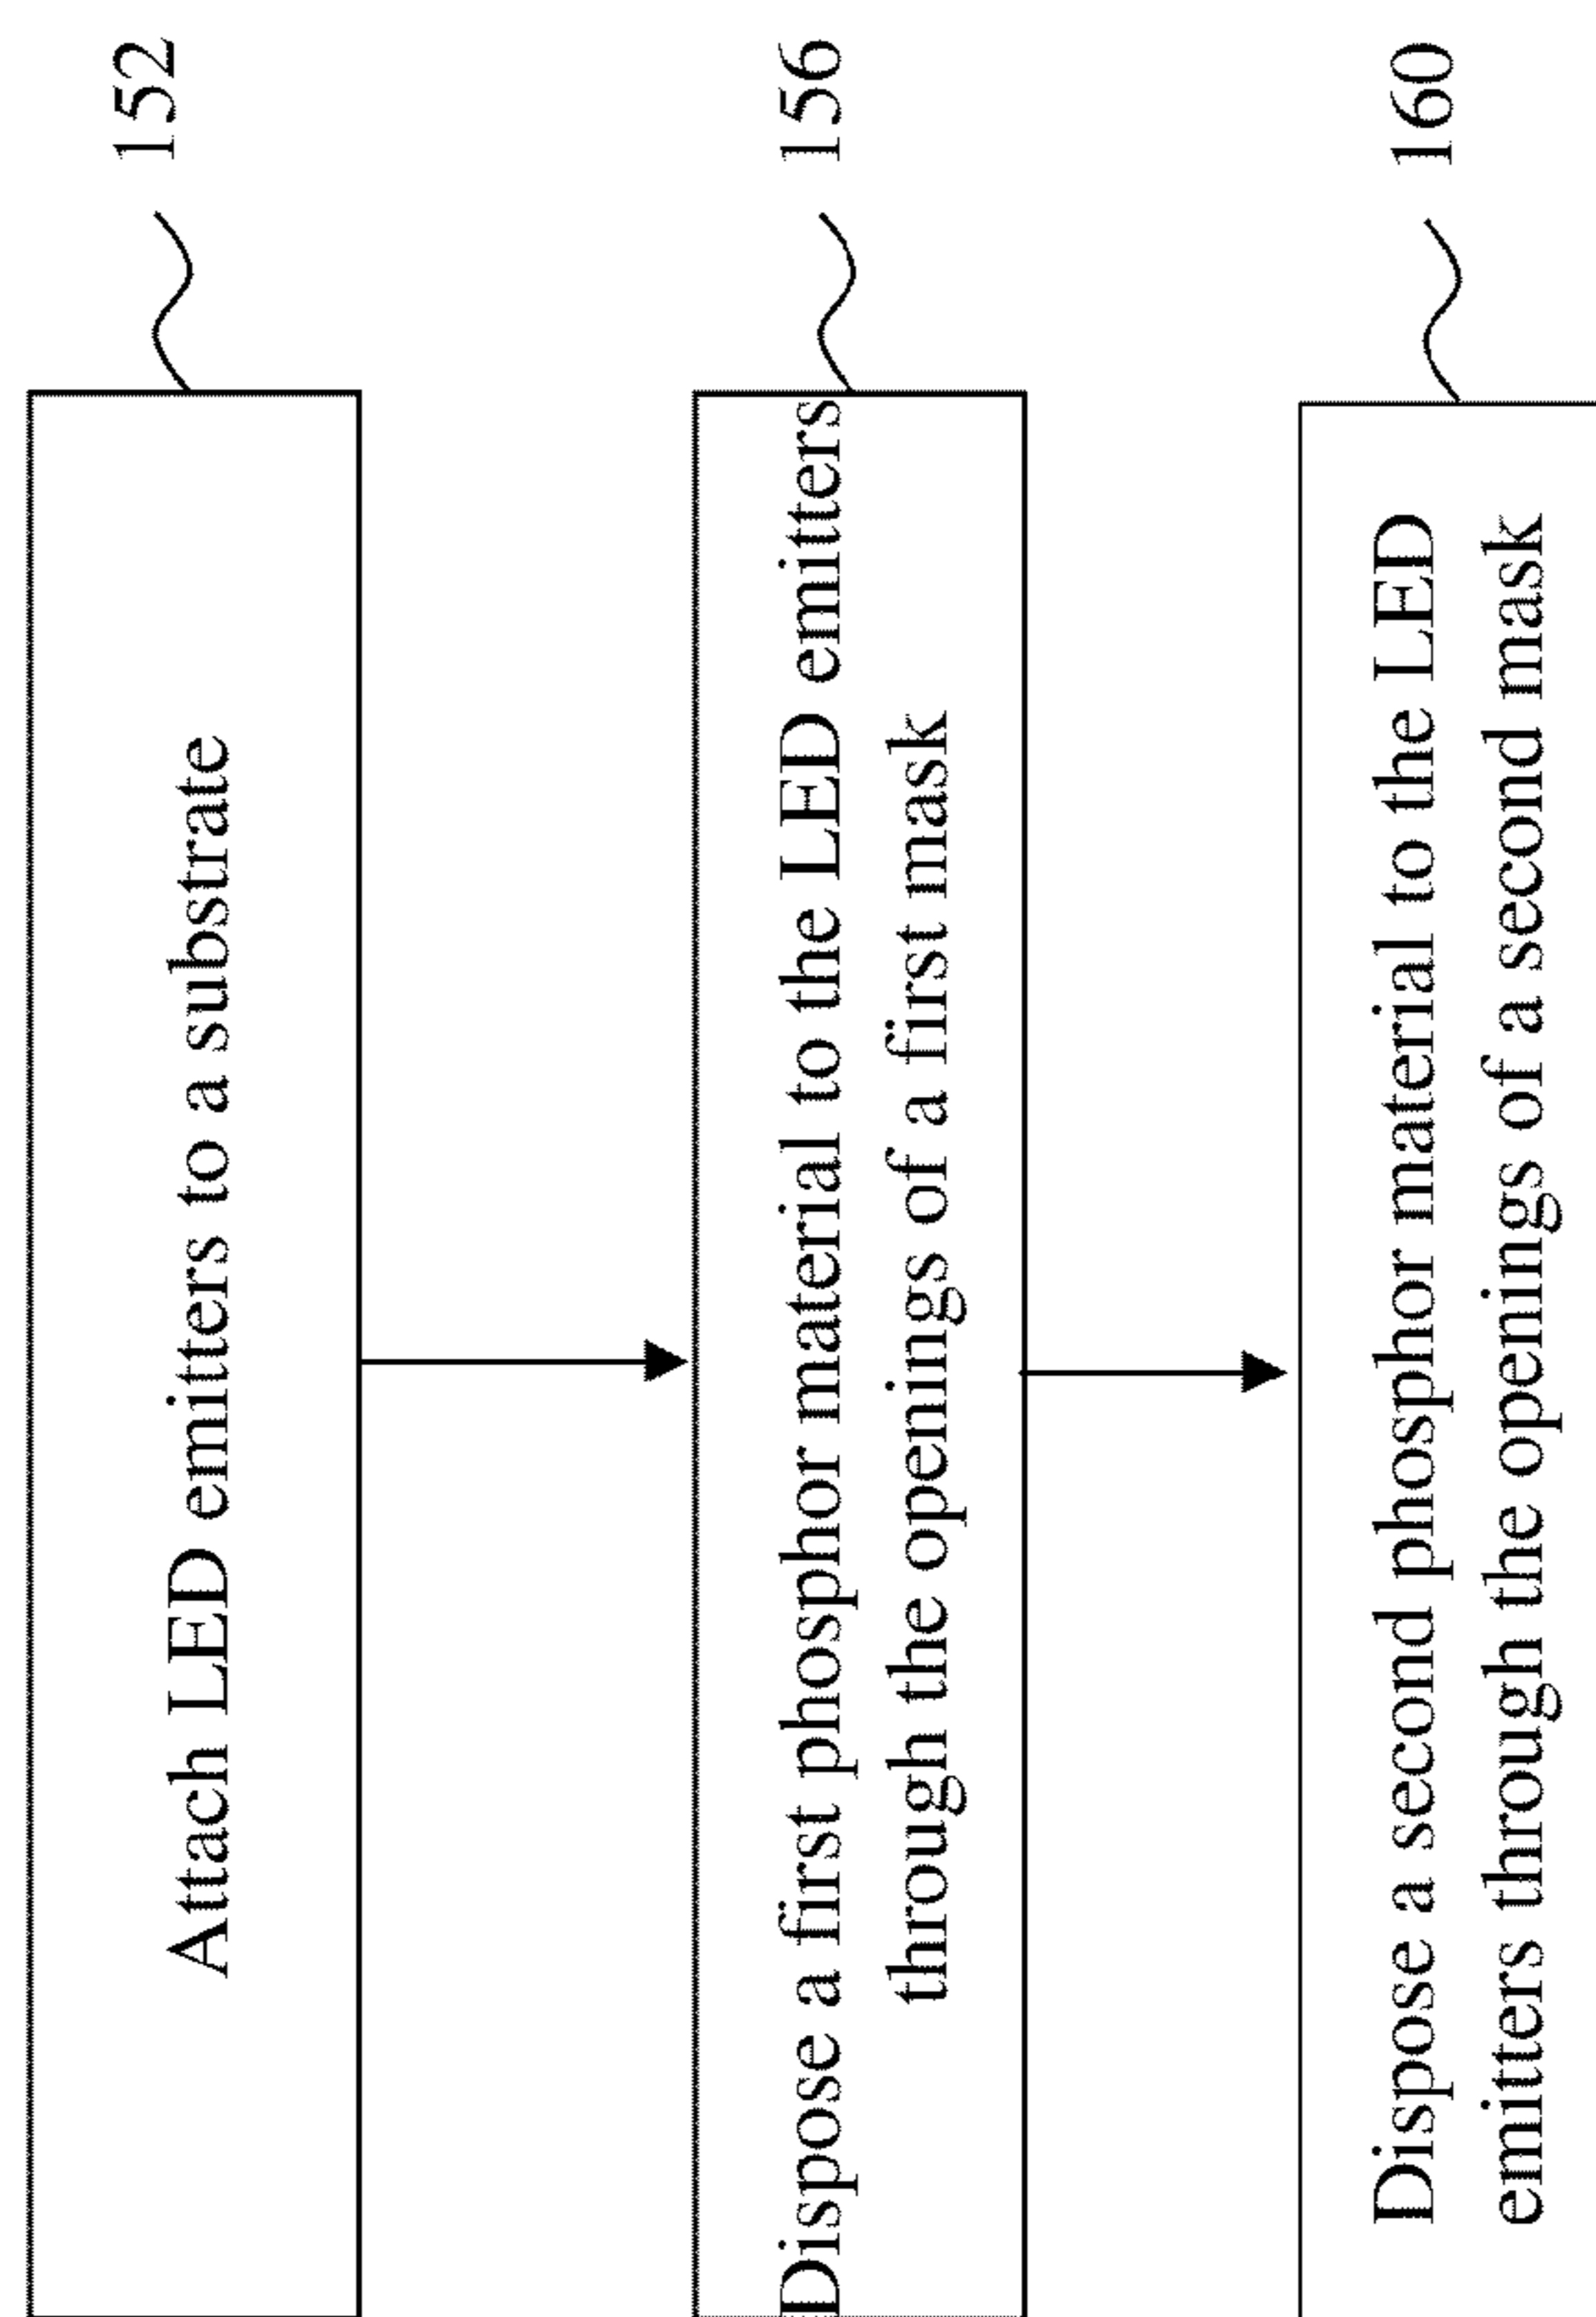 Attach LED emitters to a substrate
152
Dispose a first phosphor material to the LED emitters
through the openings of a first mask
156
Dispose a second phosphor material to the LED
emitters through the openings of a second mask
160